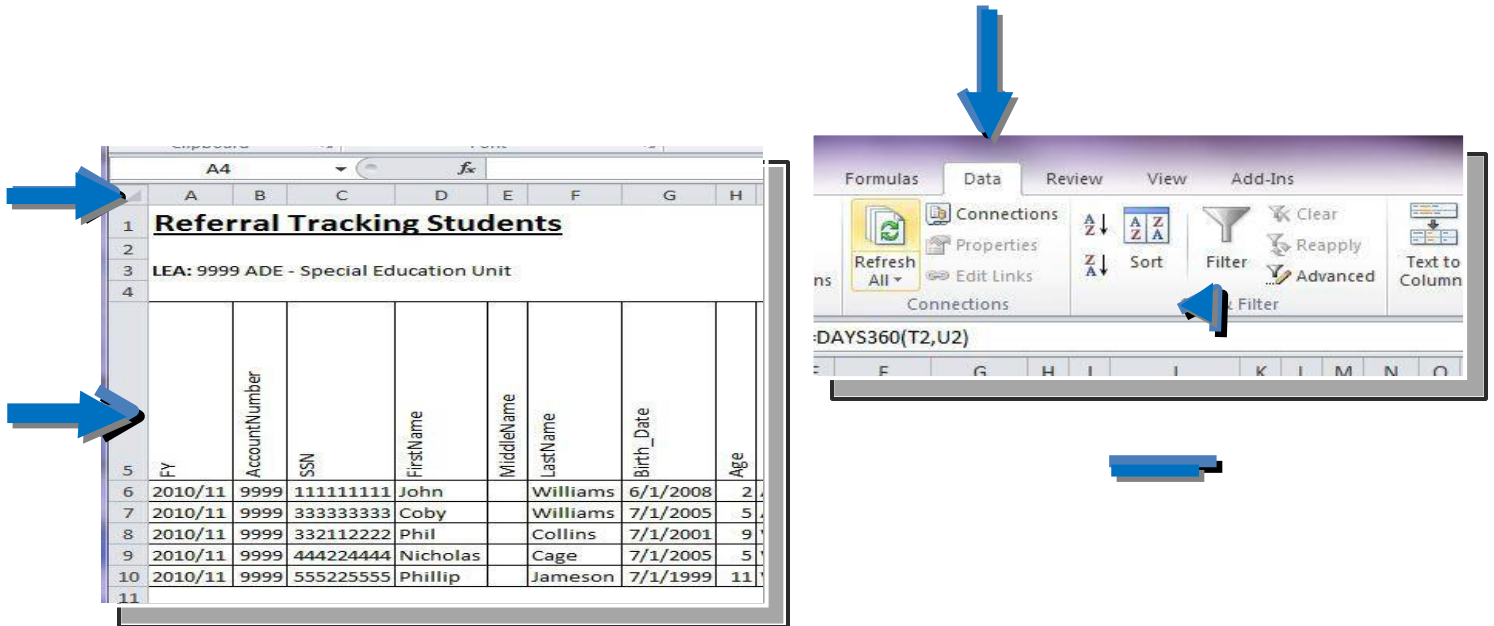 A4 fx
A B C D E F G H
1 Referral Tracking Students
2
3 LEA: 9999 ADE - Special Education Unit
4
5 FY AccountNumber SSN FirstName MiddleName LastName Birth_Date Age
6 2010/11 9999 111111111 John Williams 6/1/2008 2
7 2010/11 9999 333333333 Coby Williams 7/1/2005 5
8 2010/11 9999 332112222 Phil Collins 7/1/2001 9
9 2010/11 9999 444224444 Nicholas Cage 7/1/2005 5
10 2010/11 9999 555225555 Phillip Jameson 7/1/1999 11
11
Formulas Data Review View Add-Ins
Connections A Z A Z Z A Clear
Properties Reapply
Refresh All Edit Links Z A Sort Filter Advanced Text to Column
ns
Connections & Filter
=DAYS360(T2,U2)
G H K L M N O